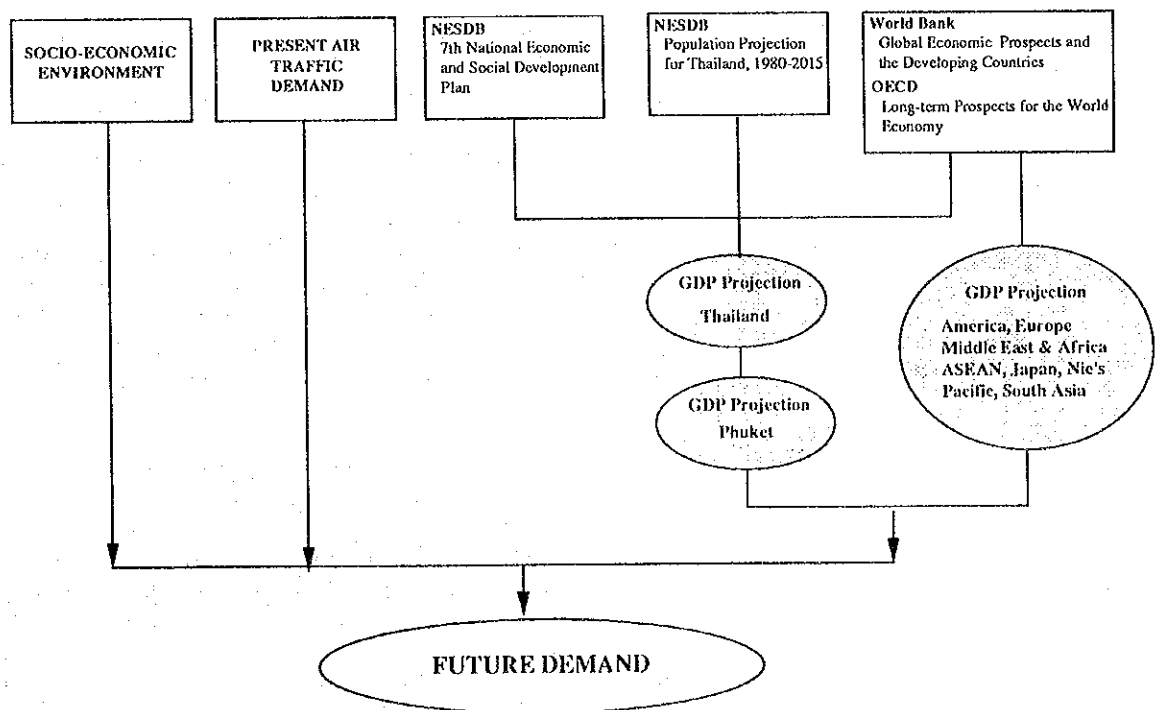 SOCIO-ECONOMIC
ENVIRONMENT
PRESENT AIR
TRAFFIC
DEMAND
NESDB
7th National Economic
and Social Development
Plan
NESDB
Population Projection
for Thailand, 1980-2015
World Bank
Global Economic Prospects and
the Developing Countries
OECD
Long-term Prospects for the World
Economy
GDP Projection
Thailand
GDP Projection
Phuket
GDP Projection
America, Europe
Middle East & Africa
ASEAN, Japan, Nie's
Pacific, South Asia
FUTURE DEMAND